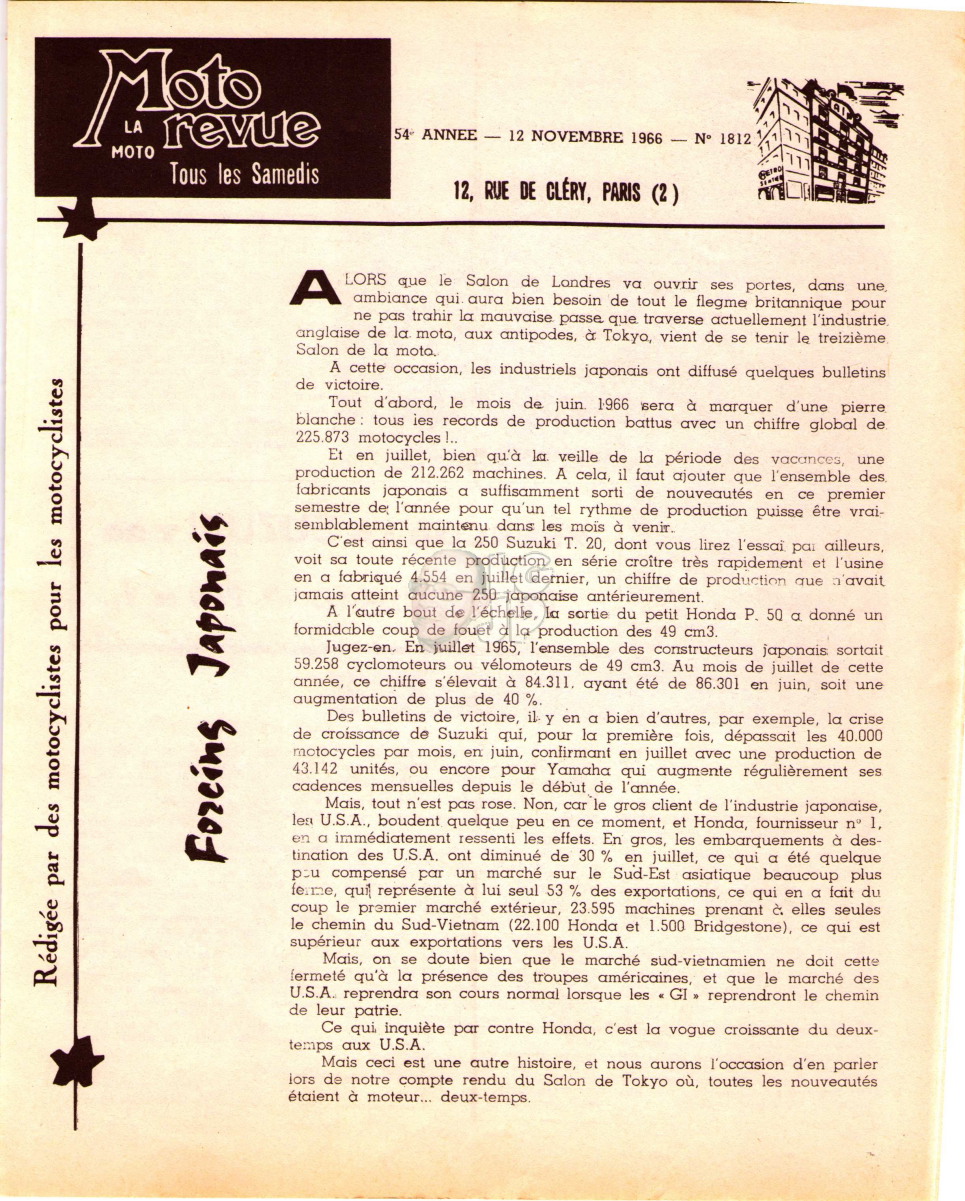 Moto
LA revue
MOTO
Tous les Samedis
54e ANNEE — 12 NOVEMBRE 1966 — N° 1812
12, RUE DE CLÉRY, PARIS (2)
METRO
SENTIER
Rédigée par des motocyclistes pour les motocyclistes
Forcing Japonais
ALORS que le Salon de Londres va ouvrir ses portes, dans une
ambiance qui aura bien besoin de tout le flegme britannique pour
ne pas trahir la mauvaise passe que traverse actuellement l'industrie
anglaise de la moto, aux antipodes, à Tokyo, vient de se tenir le treizième
Salon de la moto.
A cette occasion, les industriels japonais ont diffusé quelques bulletins
de victoire.
Tout d'abord, le mois de juin 1966 sera à marquer d'une pierre
blanche : tous les records de production battus avec un chiffre global de
225.873 motocycles !..
Et en juillet, bien qu'à la veille de la période des vacances, une
production de 212.262 machines. A cela, il faut ajouter que l'ensemble des
fabricants japonais a suffisamment sorti de nouveautés en ce premier
semestre de l'année pour qu'un tel rythme de production puisse être vrai-
semblablement maintenu dans les mois à venir.
C'est ainsi que la 250 Suzuki T. 20, dont vous lirez l'essai par ailleurs,
voit sa toute récente production en série croître très rapidement et l'usine
en a fabriqué 4.554 en juillet dernier, un chiffre de production que n'avait
jamais atteint aucune 250 japonaise antérieurement.
A l'autre bout de l'échelle, la sortie du petit Honda P. 50 a donné un
formidable coup de fouet à la production des 49 cm3.
Jugez-en. En juillet 1965, l'ensemble des constructeurs japonais sortait
59.258 cyclomoteurs ou vélomoteurs de 49 cm3. Au mois de juillet de cette
année, ce chiffre s'élevait à 84.311, ayant été de 86.301 en juin, soit une
augmentation de plus de 40 %.
Des bulletins de victoire, il y en a bien d'autres, par exemple, la crise
de croissance de Suzuki qui, pour la première fois, dépassait les 40.000
motocycles par mois, en juin, confirmant en juillet avec une production de
43.142 unités, ou encore pour Yamaha qui augmente régulièrement ses
cadences mensuelles depuis le début de l'année.
Mais, tout n'est pas rose. Non, car le gros client de l'industrie japonaise,
les U.S.A., boudent quelque peu en ce moment, et Honda, fournisseur n° 1,
en a immédiatement ressenti les effets. En gros, les embarquements à des-
tination des U.S.A. ont diminué de 30 % en juillet, ce qui a été quelque
peu compensé par un marché sur le Sud-Est asiatique beaucoup plus
ferme, qui représente à lui seul 53 % des exportations, ce qui en a fait du
coup le premier marché extérieur, 23.595 machines prenant à elles seules
le chemin du Sud-Vietnam (22.100 Honda et 1.500 Bridgestone), ce qui est
supérieur aux exportations vers les U.S.A.
Mais, on se doute bien que le marché sud-vietnamien ne doit cette
fermeté qu'à la présence des troupes américaines, et que le marché des
U.S.A. reprendra son cours normal lorsque les « GI » reprendront le chemin
de leur patrie.
Ce qui inquiète par contre Honda, c'est la vogue croissante du deux-
temps aux U.S.A.
Mais ceci est une autre histoire, et nous aurons l'occasion d'en parler
lors de notre compte rendu du Salon de Tokyo où, toutes les nouveautés
étaient à moteur... deux-temps.